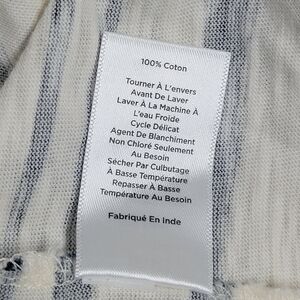 100% Coton
Tourner À L'envers
Avant De Laver
Laver À La Machine À
L'eau Froide
Cycle Délicat
Agent De Blanchiment
Non Chloré Seulement
Au Besoin
Sécher Par Culbutage
À Basse Température
Repasser À Basse
Température Au Besoin
Fabriqué En Inde